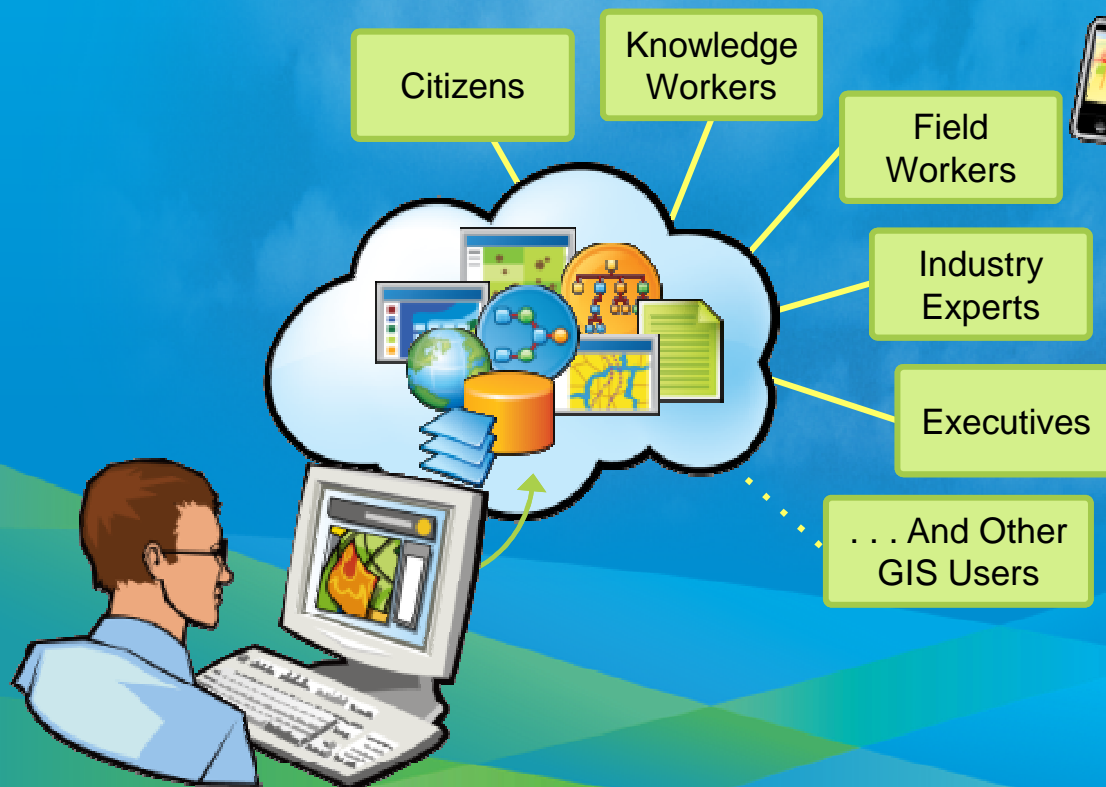 Citizens
Knowledge
Workers
Field
Workers
Industry
Experts
Executives
. . . And Other
GIS Users